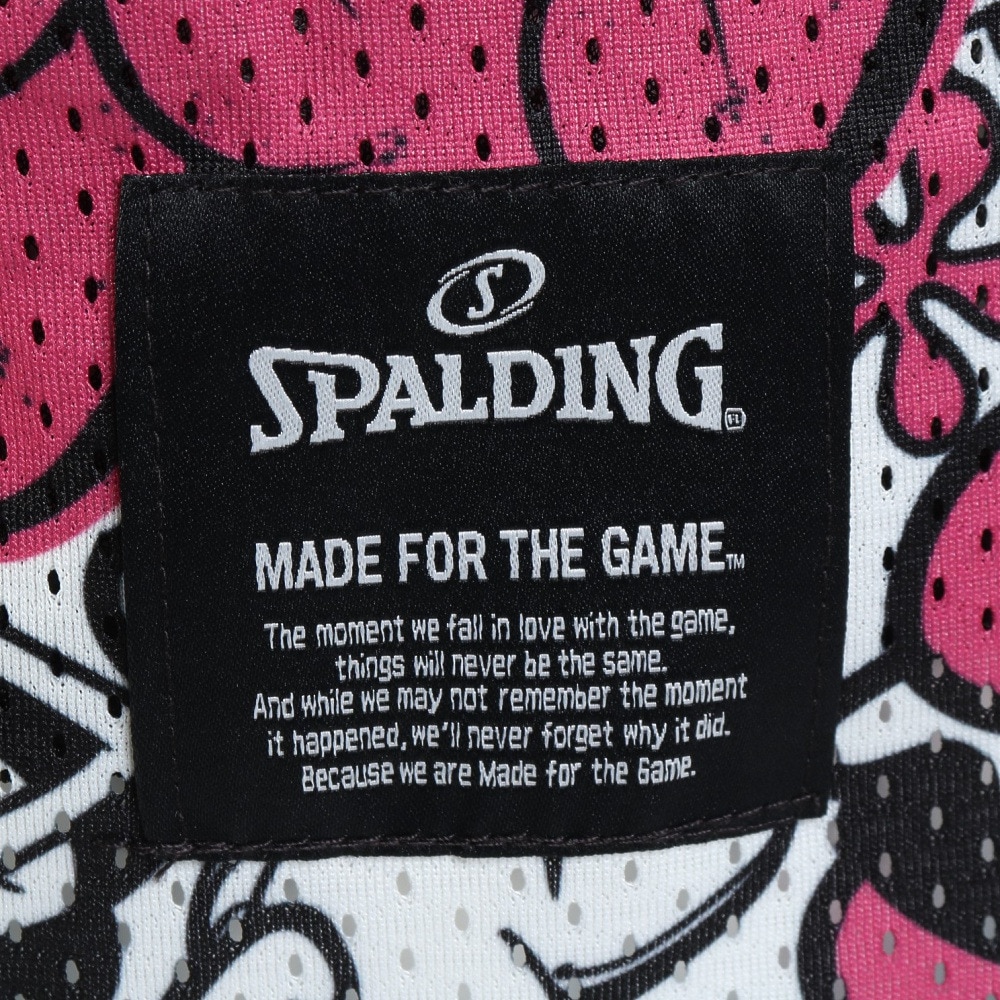 S
SPALDING®
MADE FOR THE GAME™
The moment we fall in love with the game,
things will never be the same.
And while we may not remember the moment
it happened, we'll never forget why it did.
Because we are Made for the Game.